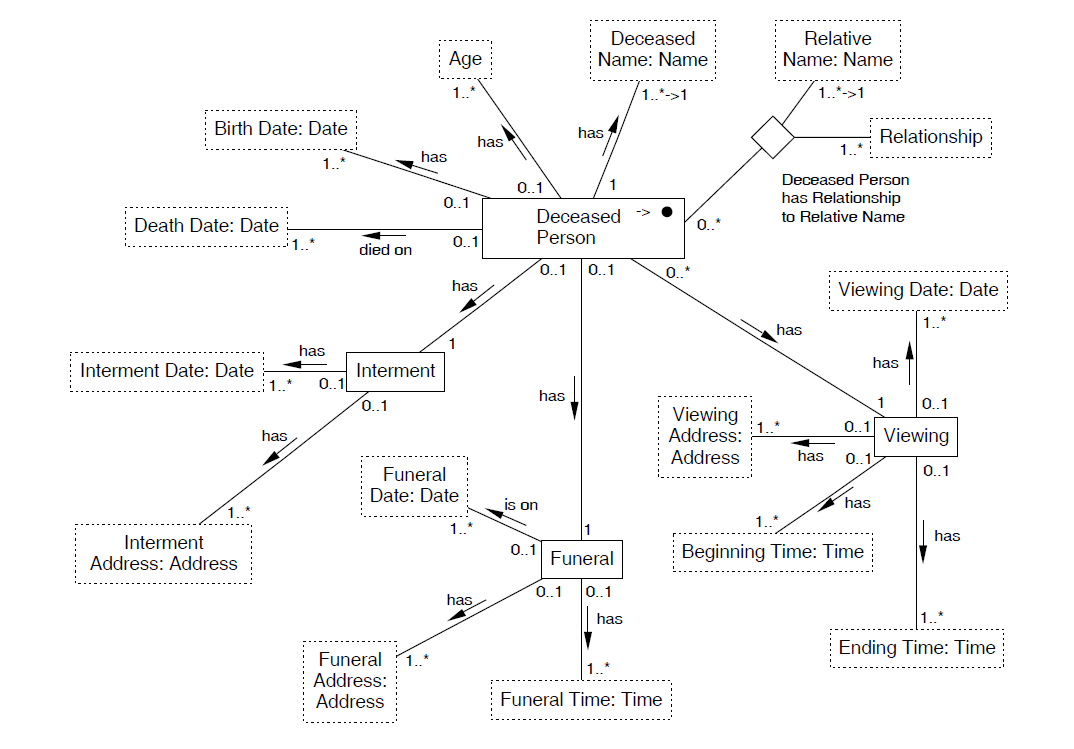 Age
Deceased
Name: Name
Relative
Name: Name
1..*
1..*->1
1..*->1
Birth Date: Date
has
has
Relationship
1..*
1..*
has
0..1
1
Deceased Person
has Relationship
to Relative Name
0..1
Death Date: Date
1..*
died on
0..1
Deceased
Person
->
0..*
0..1
0..1
0..*
has
Viewing Date: Date
1..*
has
has
1
Interment Date: Date
has
1..*
0..1
Interment
0..1
has
has
Viewing
Address:
Address
1..*
has
0..1
1
0..1
Viewing
0..1
0..1
has
1..*
Interment
Address: Address
Funeral
Date: Date
1..*
is on
0..1
1
Funeral
0..1
0..1
has
1..*
Beginning Time: Time
has
1..*
Ending Time: Time
has
1..*
Funeral
Address:
Address
has
1..*
Funeral Time: Time